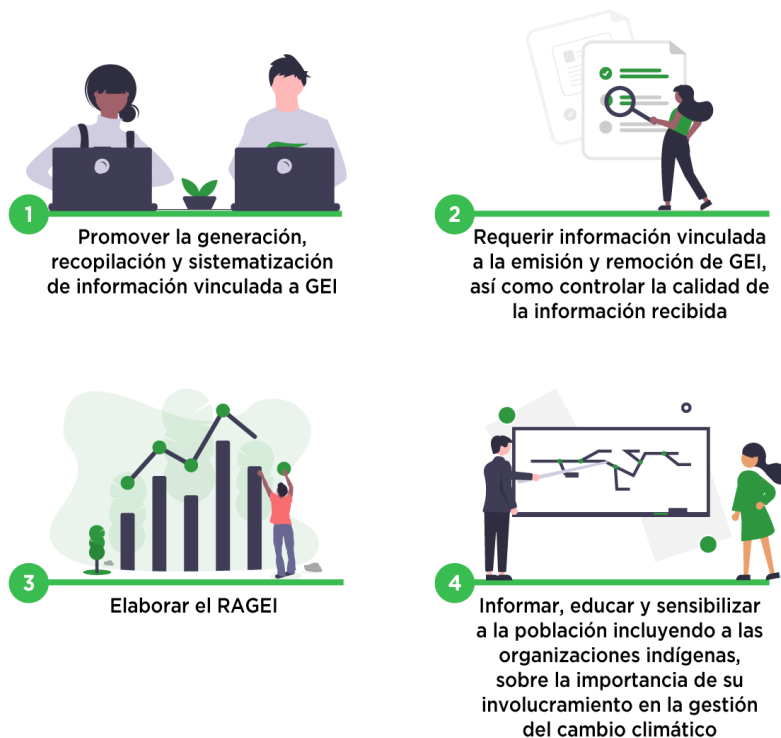 1
Promover la generación,
recopilación y sistematización
de información vinculada a GEI
2
Requerir información vinculada
a la emisión y remoción de GEI,
así como controlar la calidad de
la información recibida
3
Elaborar el RAGEI
4
Informar, educar y sensibilizar
a la población incluyendo a las
organizaciones indígenas,
sobre la importancia de su
involucramiento en la gestión
del cambio climático